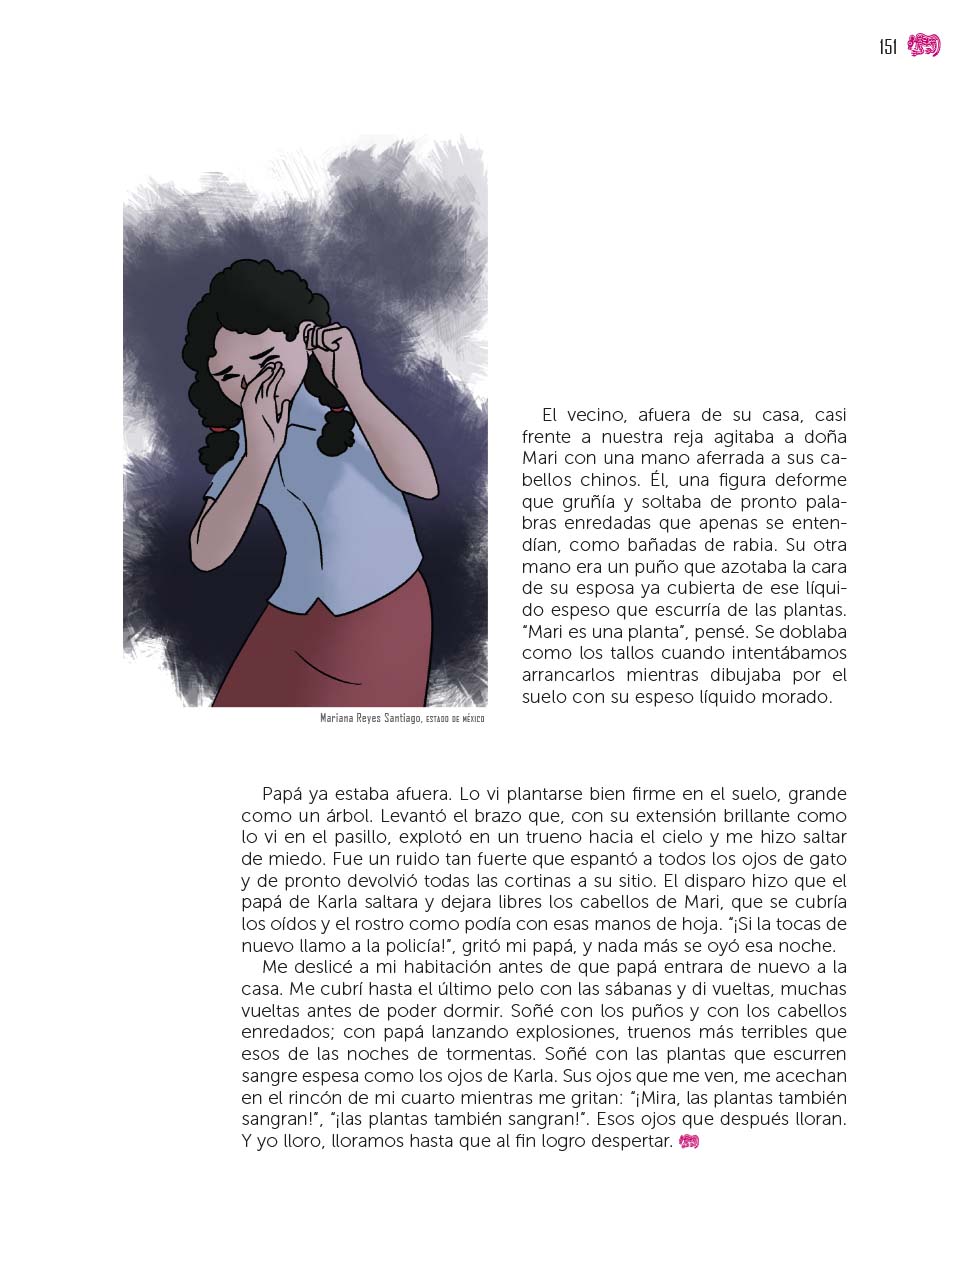 151
El vecino, afuera de su casa, casi
frente a nuestra reja agitaba a doña
Mari con una mano aferrada a sus ca-
bellos chinos. Él, una figura deforme
que gruñía y soltaba de pronto pala-
bras enredadas que apenas se enten-
dían, como bañadas de rabia. Su otra
mano era un puño que azotaba la cara
de su esposa ya cubierta de ese líqui-
do espeso que escurría de las plantas.
“Mari es una planta”, pensé. Se doblaba
como los tallos cuando intentábamos
arrancarlos mientras dibujaba por el
suelo con su espeso líquido morado.
Mariana Reyes Santiago, ESTADO DE MÉXICO
Papá ya estaba afuera. Lo vi plantarse bien firme en el suelo, grande
como un árbol. Levantó el brazo que, con su extensión brillante como
lo vi en el pasillo, explotó en un trueno hacia el cielo y me hizo saltar
de miedo. Fue un ruido tan fuerte que espantó a todos los ojos de gato
y de pronto devolvió todas las cortinas a su sitio. El disparo hizo que el
papá de Karla saltara y dejara libres los cabellos de Mari, que se cubría
los oídos y el rostro como podía con esas manos de hoja. “¡Si la tocas de
nuevo llamo a la policía!”, gritó mi papá, y nada más se oyó esa noche.
Me deslicé a mi habitación antes de que papá entrara de nuevo a la
casa. Me cubrí hasta el último pelo con las sábanas y di vueltas, muchas
vueltas antes de poder dormir. Soñé con los puños y con los cabellos
enredados; con papá lanzando explosiones, truenos más terribles que
esos de las noches de tormentas. Soñé con las plantas que escurren
sangre espesa como los ojos de Karla. Sus ojos que me ven, me acechan
en el rincón de mi cuarto mientras me gritan: “¡Mira, las plantas también
sangran!”, “¡las plantas también sangran!”. Esos ojos que después lloran.
Y yo lloro, lloramos hasta que al fin logro despertar.